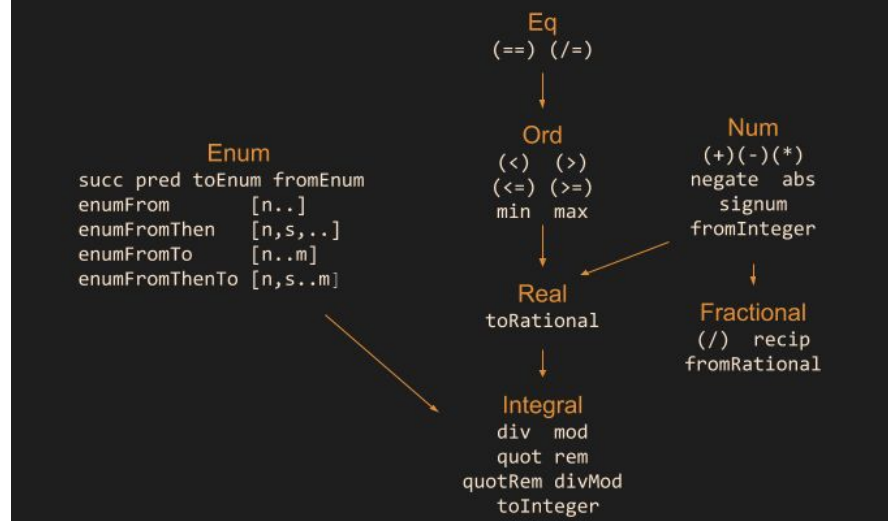 Eq
(==) (/=)
Ord
(<) (>)
(<=) (>=)
min max
Num
(+)(-)(*)
negate abs
signum
fromInteger
Enum
succ pred toEnum fromEnum
enumFrom [n..]
enumFromThen [n,s,..]
enumFromTo [n..m]
enumFromThenTo [n,s..m]
Real
toRational
Fractional
(/) recip
fromRational
Integral
div mod
quot rem
quotRem divMod
toInteger